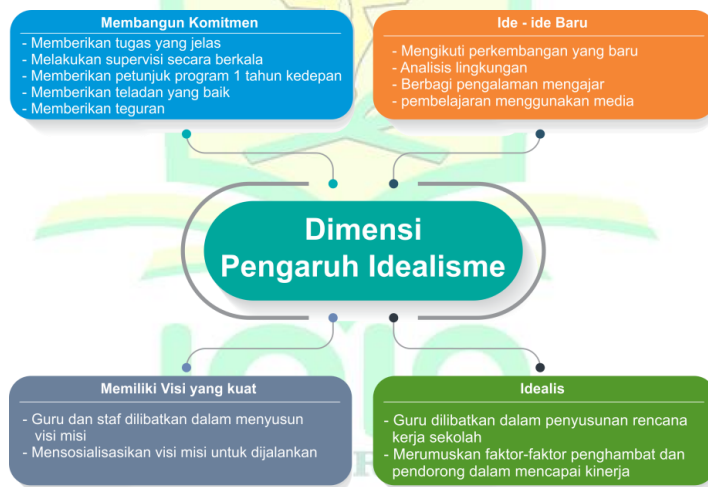 Membangun Komitmen
- Memberikan tugas yang jelas
- Melakukan supervisi secara berkala
- Memberikan petunjuk program 1 tahun kedepan
- Memberikan teladan yang baik
- Memberikan teguran
Ide - ide Baru
- Mengikuti perkembangan yang baru
- Analisis lingkungan
- Berbagi pengalaman mengajar
- pembelajaran menggunakan media
Dimensi
Pengaruh Idealisme
Memiliki Visi yang kuat
- Guru dan staf dilibatkan dalam menyusun
visi misi
- Mensosialisasikan visi misi untuk dijalankan
Idealis
- Guru dilibatkan dalam penyusunan rencana
kerja sekolah
- Merumuskan faktor-faktor penghambat dan
pendorong dalam mencapai kinerja